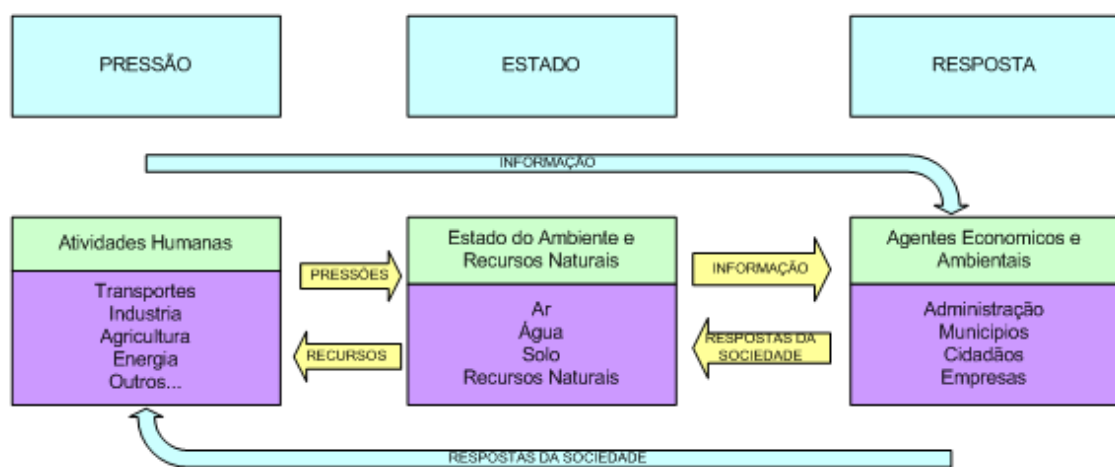 PRESSÃO
ESTADO
RESPOSTA
INFORMAÇÃO
Atividades Humanas
Transportes
Industria
Agricultura
Energia
Outros...
PRESSÕES
RECURSOS
Estado do Ambiente e
Recursos Naturais
Ar
Água
Solo
Recursos Naturais
INFORMAÇÃO
RESPOSTAS DA
SOCIEDADE
Agentes Economicos e
Ambientais
Administração
Municípios
Cidadãos
Empresas
RESPOSTAS DA SOCIEDADE